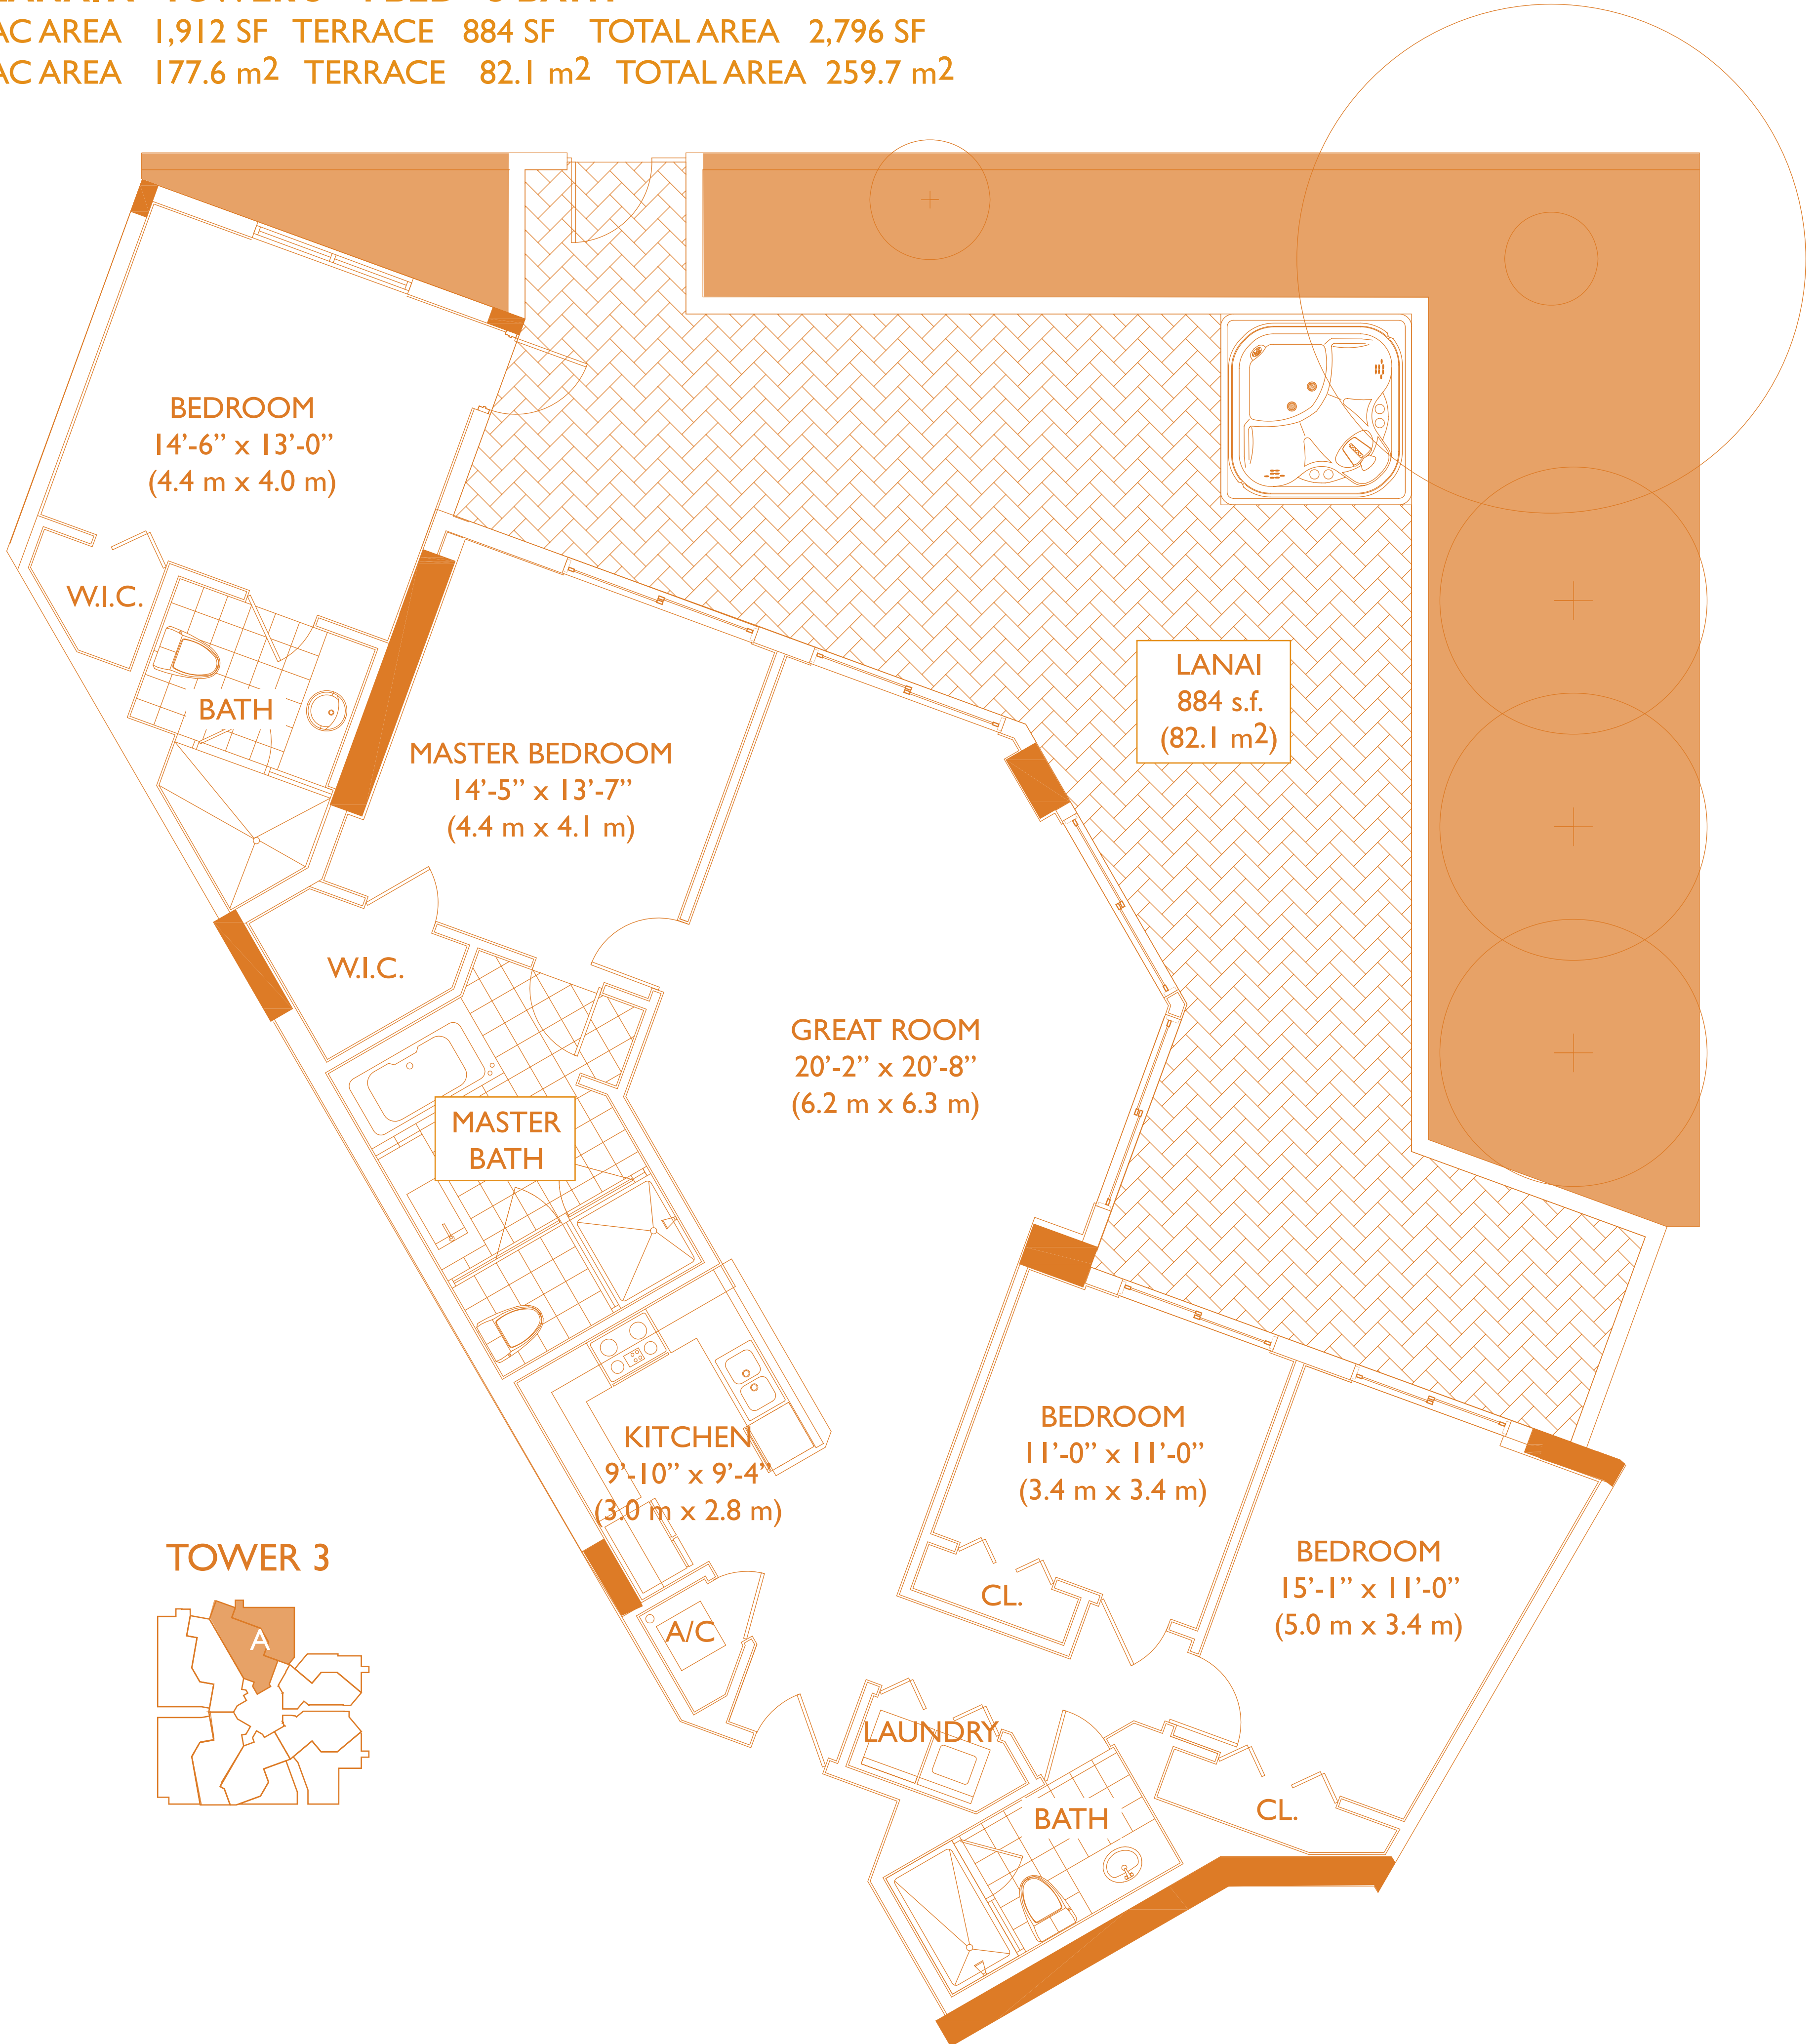 AC AREA 1,912 SF TERRACE 884 SF TOTAL AREA 2,796 SF
AC AREA 177.6 m2 TERRACE 82.1 m2 TOTAL AREA 259.7 m2
BEDROOM
14’-6” x 13’-0”
(4.4 m x 4.0 m)
W.I.C.
BATH
LANAI
884 s.f.
(82.1 m2)
MASTER BEDROOM
14’-5” x 13’-7”
(4.4 m x 4.1 m)
W.I.C.
GREAT ROOM
20’-2” x 20’-8”
(6.2 m x 6.3 m)
MASTER
BATH
KITCHEN
9’-10” x 9’-4”
(3.0 m x 2.8 m)
BEDROOM
11’-0” x 11’-0”
(3.4 m x 3.4 m)
BEDROOM
15’-1” x 11’-0”
(5.0 m x 3.4 m)
CL.
A/C
LAUNDRY
BATH
CL.
TOWER 3
A